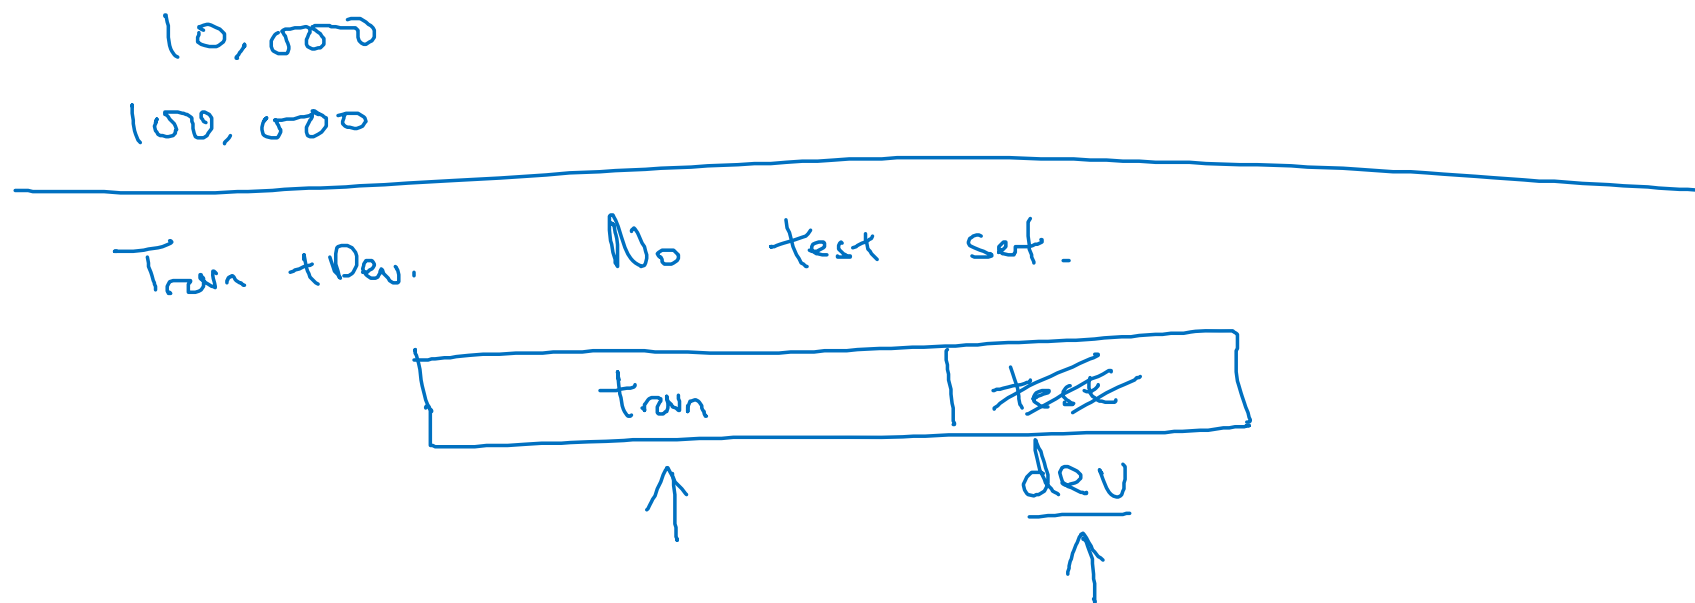 10,000
100,000
Train + Dev. No test set.
train test
dev